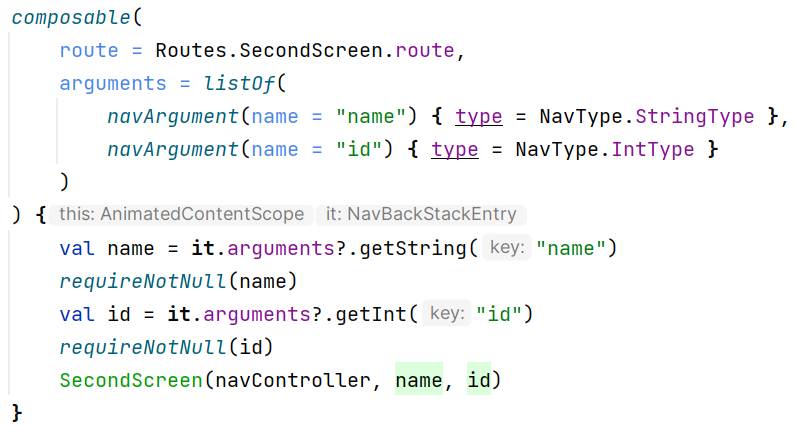 composable(
    route = Routes.SecondScreen.route,
    arguments = listOf(
        navArgument(name = "name") { type = NavType.StringType },
        navArgument(name = "id") { type = NavType.IntType }
    )
) { this: AnimatedContentScope it: NavBackStackEntry
    val name = it.arguments?.getString( key: "name")
    requireNotNull(name)
    val id = it.arguments?.getInt( key: "id")
    requireNotNull(id)
    SecondScreen(navController, name, id)
}